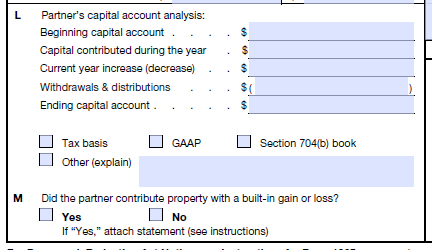 L Partner's capital account analysis:
Beginning capital account . . . . $
Capital contributed during the year . $
Current year increase (decrease) . . $
Withdrawals & distributions . . . $( )
Ending capital account . . . . . $
Tax basis GAAP Section 704(b) book
Other (explain)
M Did the partner contribute property with a built-in gain or loss?
Yes No
If "Yes," attach statement (see instructions)